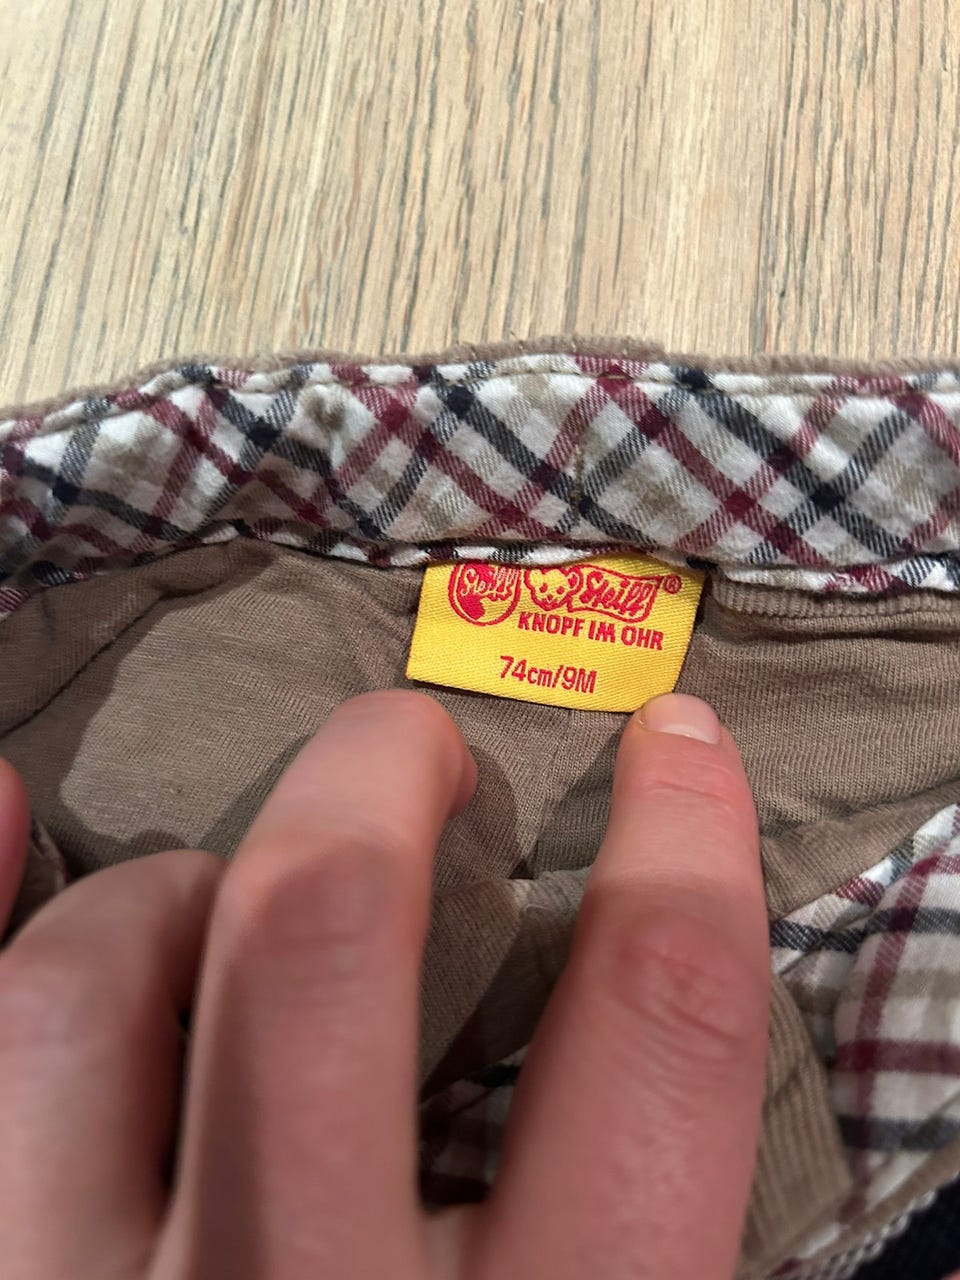 Steiff Steiff®
KNOPF IM OHR
74cm/9M